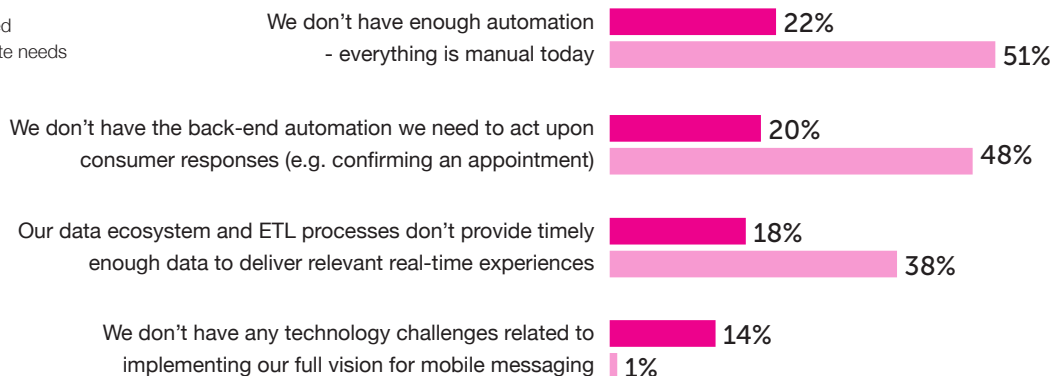 We don't have enough automation
- everything is manual today
22%
51%
needs
We don't have the back-end automation we need to act upon
consumer responses (e.g. confirming an appointment)
20%
48%
Our data ecosystem and ETL processes don't provide timely
enough data to deliver relevant real-time experiences
18%
38%
We don't have any technology challenges related to
implementing our full vision for mobile messaging
14%
1%